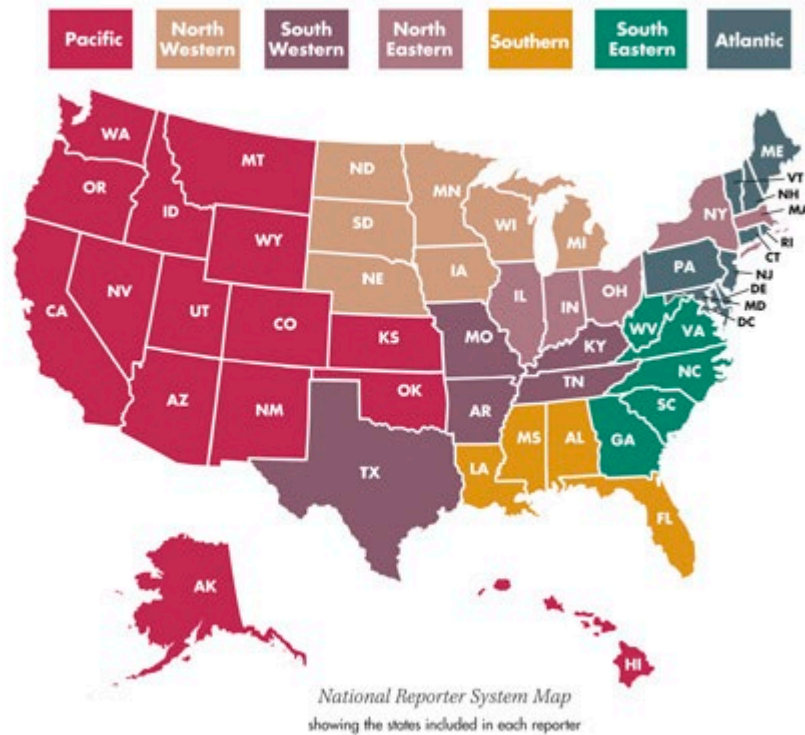 Pacific
North
Western
South
Western
North
Eastern
Southern
South
Eastern
Atlantic
WA
MT
ND
MN
ME
VT
NH
MA
OR
ID
SD
WI
NY
RI
CT
WY
MI
NJ
NE
IA
PA
DE
MD
DC
CA
NV
UT
CO
IL
IN
OH
WV
VA
KS
MO
KY
NC
AZ
NM
OK
AR
TN
SC
TX
LA
MS
AL
GA
FL
AK
HI
National Reporter System Map
showing the states included in each reporter